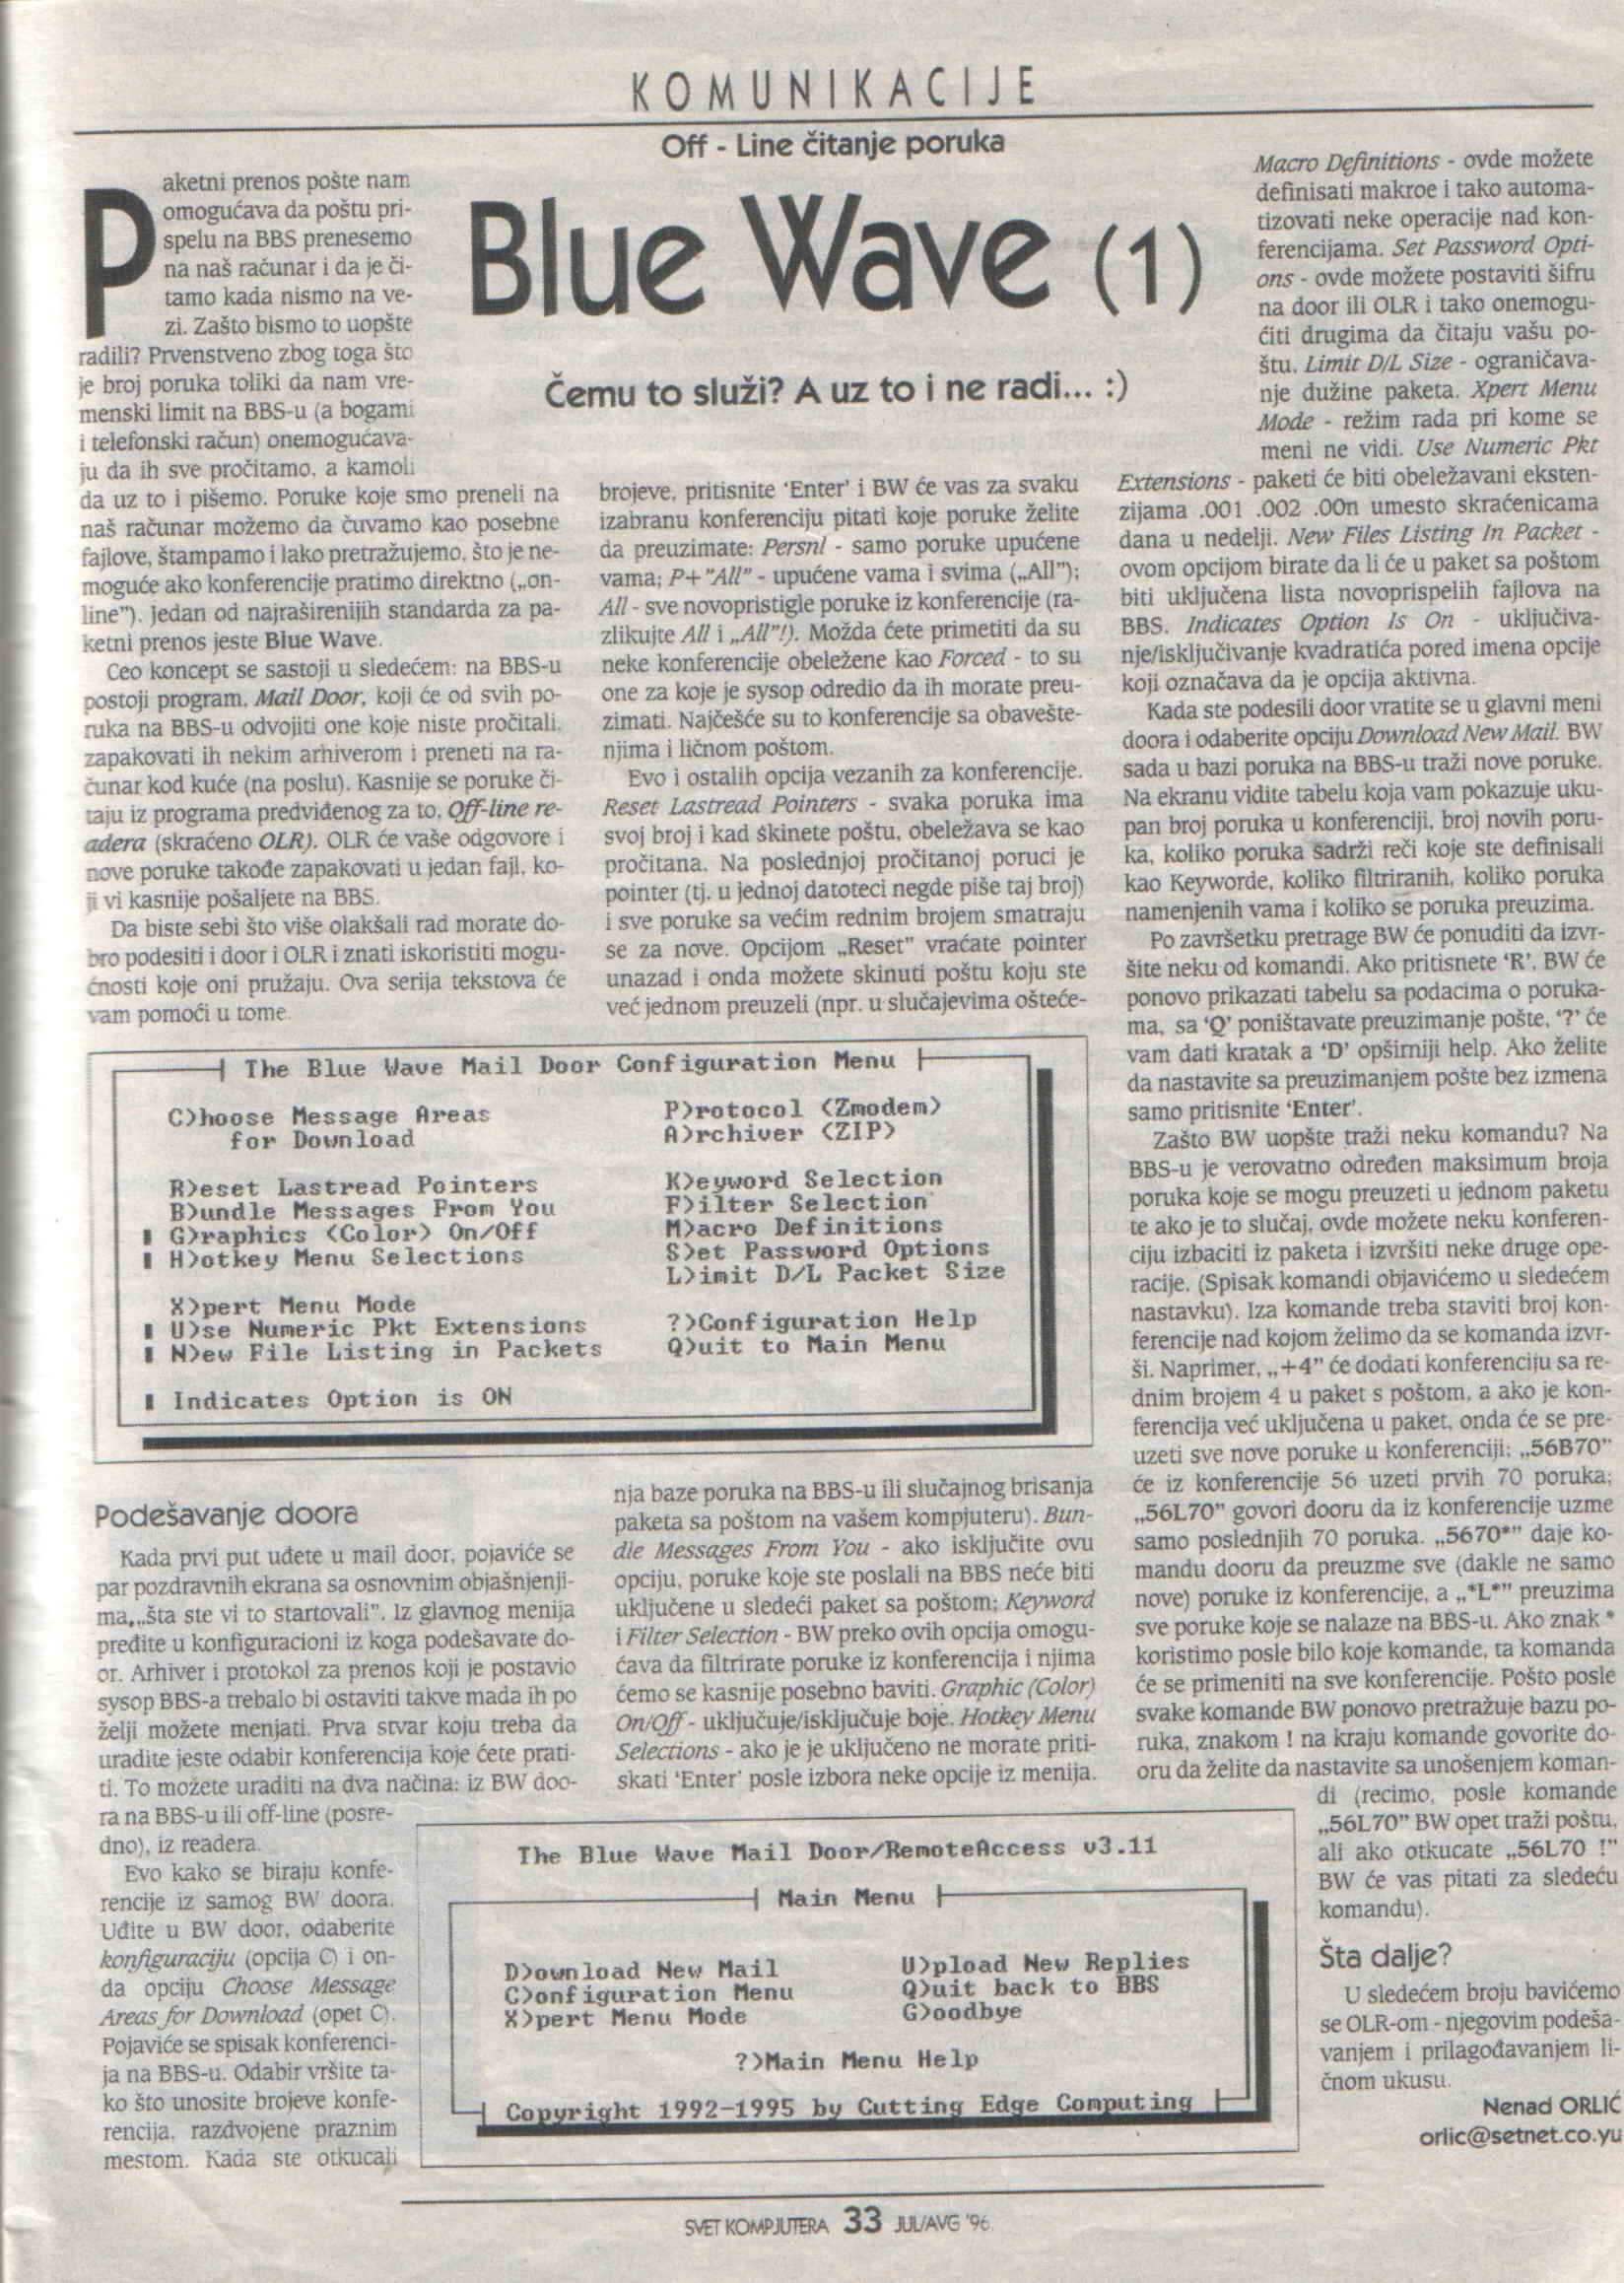 KOMUNIKACIJE
Off - Line čitanje poruka
Blue Wave (1)
Čemu to služi? A uz to i ne radi... :)
Paketni prenos pošte nam
omogućava da poštu pri-
spelu na BBS prenesemo
na naš računar i da je či-
tamo kada nismo na ve-
zi. Zašto bismo to uopšte
radili? Prvenstveno zbog toga što
je broj poruka toliki da nam vre-
menski limit na BBS-u (a bogami
i telefonski račun) onemogućava-
ju da ih sve pročitamo, a kamoli
da uz to i pišemo. Poruke koje smo preneli na
naš računar možemo da čuvamo kao posebne
fajlove, štampamo i lako pretražujemo, što je ne-
moguće ako konferencije pratimo direktno („on-
line”). Jedan od najraširenijih standarda za pa-
ketni prenos jeste Blue Wave.
Ceo koncept se sastoji u sledećem: na BBS-u
postoji program, Mail Door, koji će od svih po-
ruka na BBS-u odvojiti one koje niste pročitali,
zapakovati ih nekim arhiverom i preneti na ra-
čunar kod kuće (na poslu). Kasnije se poruke či-
taju iz programa predviđenog za to, Off-line re-
adera (skraćeno OLR). OLR će vaše odgovore i
nove poruke takođe zapakovati u jedan fajl, ko-
ji vi kasnije pošaljete na BBS.
Da biste sebi što više olakšali rad morate do-
bro podesiti i door i OLR i znati iskoristiti mogu-
ćnosti koje oni pružaju. Ova serija tekstova će
vam pomoći u tome.
The Blue Wave Mail Door Configuration Menu
C)hoose Message Areas
for Download
R)eset Lastread Pointers
B)undle Messages From You
G)raphics (Color) On/Off
H)otkey Menu Selections
X)pert Menu Mode
U)se Numeric Pkt Extensions
N)ew File Listing in Packets
Indicates Option is ON
P)rotocol (Zmodem)
A)rchiver (ZIP)
K)eyword Selection
F)ilter Selection
M)acro Definitions
S)et Password Options
L)imit D/L Packet Size
?)Configuration Help
Q)uit to Main Menu
Podešavanje doora
Kada prvi put uđete u mail door, pojaviće se
par pozdravnih ekrana sa osnovnim objašnjenji-
ma,„šta ste vi to startovali”. Iz glavnog menija
pređite u konfiguracioni iz koga podešavate do-
or. Arhiver i protokol za prenos koji je postavio
sysop BBS-a trebalo bi ostaviti takve mada ih po
želji možete menjati. Prva stvar koju treba da
uradite jeste odabir konferencija koje ćete prati-
ti. To možete uraditi na dva načina: iz BW doo-
ra na BBS-u ili off-line (posre-
dno), iz readera.
Evo kako se biraju konfe-
rencije iz samog BW doora.
Uđite u BW door, odaberite
konfiguraciju (opcija C) i on-
da opciju Choose Message
Areas for Download (opet C).
Pojaviće se spisak konferenci-
ja na BBS-u. Odabir vršite ta-
ko što unosite brojeve konfe-
rencija, razdvojene praznim
mestom. Kada ste otkucali
brojeve, pritisnite ‘Enter’ i BW će vas za svaku
izabranu konferenciju pitati koje poruke želite
da preuzimate: Persnl - samo poruke upućene
vama; P+”All” - upućene vama i svima („All”);
All - sve novopristigle poruke iz konferencije (ra-
zlikujte All i „All”!). Možda ćete primetiti da su
neke konferencije obeležene kao Forced - to su
one za koje je sysop odredio da ih morate preu-
zimati. Najčešće su to konferencije sa obavešte-
njima i ličnom poštom.
Evo i ostalih opcija vezanih za konferencije.
Reset Lastread Pointers - svaka poruka ima
svoj broj i kad skinete poštu, obeležava se kao
pročitana. Na poslednjoj pročitanoj poruci je
pointer (tj. u jednoj datoteci negde piše taj broj)
i sve poruke sa većim rednim brojem smatraju
se za nove. Opcijom „Reset” vraćate pointer
unazad i onda možete skinuti poštu koju ste
već jednom preuzeli (npr. u slučajevima ošteće-
nja baze poruka na BBS-u ili slučajnog brisanja
paketa sa poštom na vašem kompjuteru). Bun-
dle Messages From You - ako isključite ovu
opciju, poruke koje ste poslali na BBS neće biti
uključene u sledeći paket sa poštom; Keyword
i Filter Selection - BW preko ovih opcija omogu-
ćava da filtrirate poruke iz konferencija i njima
ćemo se kasnije posebno baviti. Graphic (Color)
On/Off - uključuje/isključuje boje. Hotkey Menu
Selections - ako je je uključeno ne morate priti-
skati ‘Enter’ posle izbora neke opcije iz menija.
The Blue Wave Mail Door/RemoteAccess v3.11
Main Menu
D)ownload New Mail
C)onfiguration Menu
X)pert Menu Mode
U)pload New Replies
Q)uit back to BBS
G)oodbye
?)Main Menu Help
Copyright 1992-1995 by Cutting Edge Computing
Macro Definitions - ovde možete
definisati makroe i tako automa-
tizovati neke operacije nad kon-
ferencijama. Set Password Opti-
ons - ovde možete postaviti šifru
na door ili OLR i tako onemogu-
ćiti drugima da čitaju vašu po-
štu. Limit D/L Size - ograničava-
nje dužine paketa. Xpert Menu
Mode - režim rada pri kome se
meni ne vidi. Use Numeric Pkt
Extensions - paketi će biti obeležavani eksten-
zijama .001 .002 .00n umesto skraćenicama
dana u nedelji. New Files Listing In Packet -
ovom opcijom birate da li će u paket sa poštom
biti uključena lista novoprispelih fajlova na
BBS. Indicates Option Is On - uključiva-
nje/isključivanje kvadratića pored imena opcije
koji označava da je opcija aktivna.
Kada ste podesili door vratite se u glavni meni
doora i odaberite opciju Download New Mail. BW
sada u bazi poruka na BBS-u traži nove poruke.
Na ekranu vidite tabelu koja vam pokazuje uku-
pan broj poruka u konferenciji, broj novih poru-
ka, koliko poruka sadrži reči koje ste definisali
kao Keyworde, koliko filtriranih, koliko poruka
namenjenih vama i koliko se poruka preuzima.
Po završetku pretrage BW će ponuditi da izvr-
šite neku od komandi. Ako pritisnete ‘R’, BW će
ponovo prikazati tabelu sa podacima o poruka-
ma, sa ‘Q’ poništavate preuzimanje pošte, ‘?’ će
vam dati kratak a ‘D’ opširniji help. Ako želite
da nastavite sa preuzimanjem pošte bez izmena
samo pritisnite ‘Enter’.
Zašto BW uopšte traži neku komandu? Na
BBS-u je verovatno određen maksimum broja
poruka koje se mogu preuzeti u jednom paketu
te ako je to slučaj, ovde možete neku konferen-
ciju izbaciti iz paketa i izvršiti neke druge ope-
racije. (Spisak komandi objavićemo u sledećem
nastavku). Iza komande treba staviti broj kon-
ferencije nad kojom želimo da se komanda izvr-
ši. Naprimer, „+4” će dodati konferenciju sa re-
dnim brojem 4 u paket s poštom, a ako je kon-
ferencija već uključena u paket, onda će se pre-
uzeti sve nove poruke u konferenciji; „56B70”
će iz konferencije 56 uzeti prvih 70 poruka;
„56L70” govori dooru da iz konferencije uzme
samo poslednjih 70 poruka. „5670*” daje ko-
mandu dooru da preuzme sve (dakle ne samo
nove) poruke iz konferencije, a „*L*” preuzima
sve poruke koje se nalaze na BBS-u. Ako znak *
koristimo posle bilo koje komande, ta komanda
će se primeniti na sve konferencije. Pošto posle
svake komande BW ponovo pretražuje bazu po-
ruka, znakom ! na kraju komande govorite do-
oru da želite da nastavite sa unošenjem koman-
di (recimo, posle komande
„56L70” BW opet traži poštu,
ali ako otkucate „56L70 !”
BW će vas pitati za sledeću
komandu).
Šta dalje?
U sledećem broju bavićemo
se OLR-om - njegovim podeša-
vanjem i prilagođavanjem li-
čnom ukusu.
Nenad ORLIĆ
orlic@setnet.co.yu
SVET KOMPJUTERA 33 JUL/AVG '96.